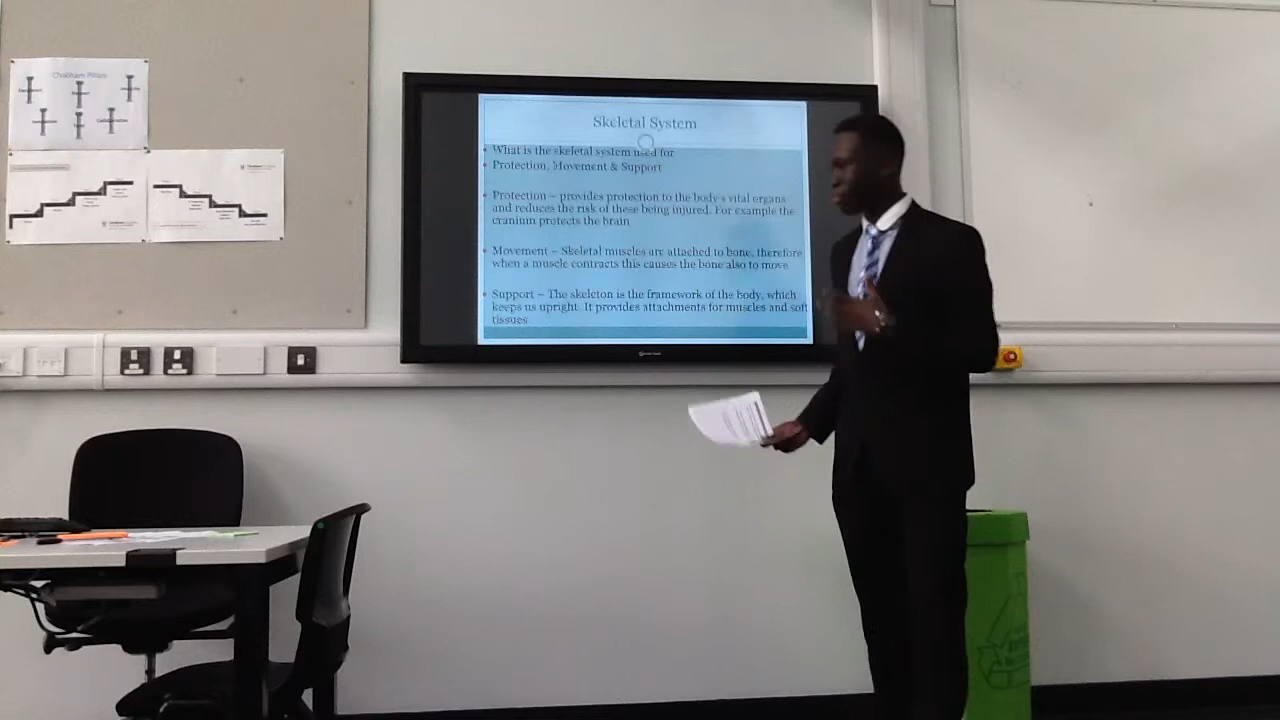 Chobham Pillars
Skeletal System
• What is the skeletal system used for
• Protection, Movement & Support
• Protection – provides protection to the body's vital organs
and reduces the risk of these being injured. For example the
cranium protects the brain
• Movement – Skeletal muscles are attached to bone, therefore
when a muscle contracts this causes the bone also to move
• Support – The skeleton is the framework of the body, which
keeps us upright. It provides attachments for muscles and soft
tissues